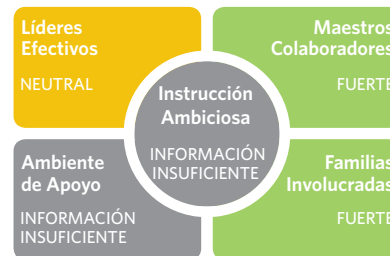 Líderes
Efectivos
NEUTRAL
Maestros
Colaboradores
FUERTE
Instrucción
Ambiciosa
INFORMACIÓN
INSUFICIENTE
Ambiente
de Apoyo
INFORMACIÓN
INSUFICIENTE
Familias
Involucradas
FUERTE